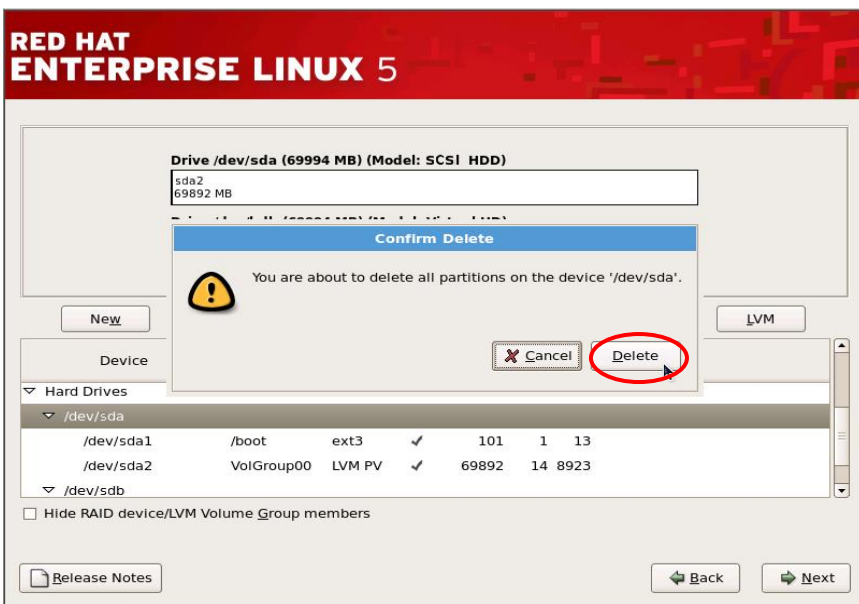 RED HAT
ENTERPRISE LINUX 5
Drive /dev/sda (69994 MB) (Model: SCSI HDD)
sda2
69892 MB
Confirm Delete
You are about to delete all partitions on the device '/dev/sda'.
Cancel Delete
New LVM
Device
Hard Drives
/dev/sda
/dev/sda1 /boot ext3 101 1 13
/dev/sda2 VolGroup00 LVM PV 69892 14 8923
/dev/sdb
Hide RAID device/LVM Volume Group members
Release Notes Back Next